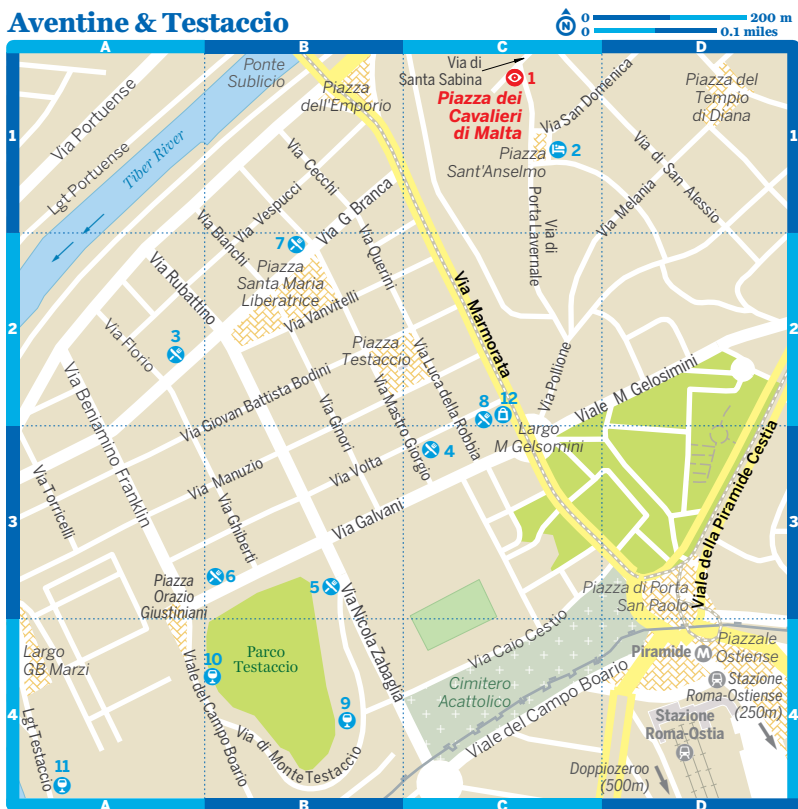 Aventine & Testaccio
N
0 200 m
0 0.1 miles
A
B
C
D
1
2
3
4
1
2
3
4
A
B
C
D
Ponte
Sublicio
Piazza
dell'Emporio
Via di
Santa Sabina
1
Piazza dei
Cavalieri
di Malta
Via San Domenica
Piazza del
Tempio
di Diana
Via Portuense
Lgt Portuense
Tiber River
Via Cecchi
Via Vespucci
Via Bianchi
Via G Branca
2
Piazza
Sant'Anselmo
Via di
Porta Lavernale
Via di San Alessio
Via Melania
7
Piazza
Santa Maria
Liberatrice
Via Querini
Via Rubattino
Via Vanvitelli
Via Marmorata
3
Via Florio
Piazza
Testaccio
Via Luca della Robbia
Via Pollione
Viale M Gelosimini
Via Beniamino Franklin
Via Giovan Battista Bodini
Via Ginori
Via Mastro Giorgio
8
12
Largo
M Gelsomini
4
Via Manuzio
Via Volta
Via Torricelli
Via Ghiberti
Via Galvani
Viale della Piramide Cestia
Piazza
Orazio
Giustiniani
6
5
Via Nicola Zabaglia
Piazza di Porta
San Paolo
Largo
GB Marzi
10
Parco
Testaccio
Via Caio Cestio
Cimitero
Acattolico
Piramide
M
Piazzale
Ostiense
Stazione
Roma-Ostiense
(250m)
Stazione
Roma-Ostia
Viale del Campo Boario
9
Viale del Campo Boario
Via di Monte Testaccio
Lgt Testaccio
11
Doppiozeroo
(500m)